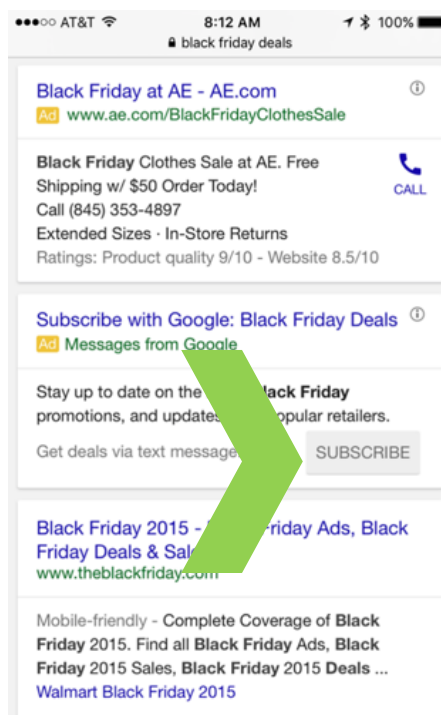 AT&T 8:12 AM 100%
black friday deals
Black Friday at AE - AE.com
Ad www.ae.com/BlackFridayClothesSale
Black Friday Clothes Sale at AE. Free
Shipping w/ $50 Order Today!
CALL
Call (845) 353-4897
Extended Sizes · In-Store Returns
Ratings: Product quality 9/10 - Website 8.5/10
Subscribe with Google: Black Friday Deals
Ad Messages from Google
Stay up to date on the Black Friday
promotions, and updates popular retailers.
Get deals via text message SUBSCRIBE
Black Friday 2015 - Friday Ads, Black
Friday Deals & Sales
www.theblackfriday.com
Mobile-friendly - Complete Coverage of Black
Friday 2015. Find all Black Friday Ads, Black
Friday 2015 Sales, Black Friday 2015 Deals ...
Walmart Black Friday 2015